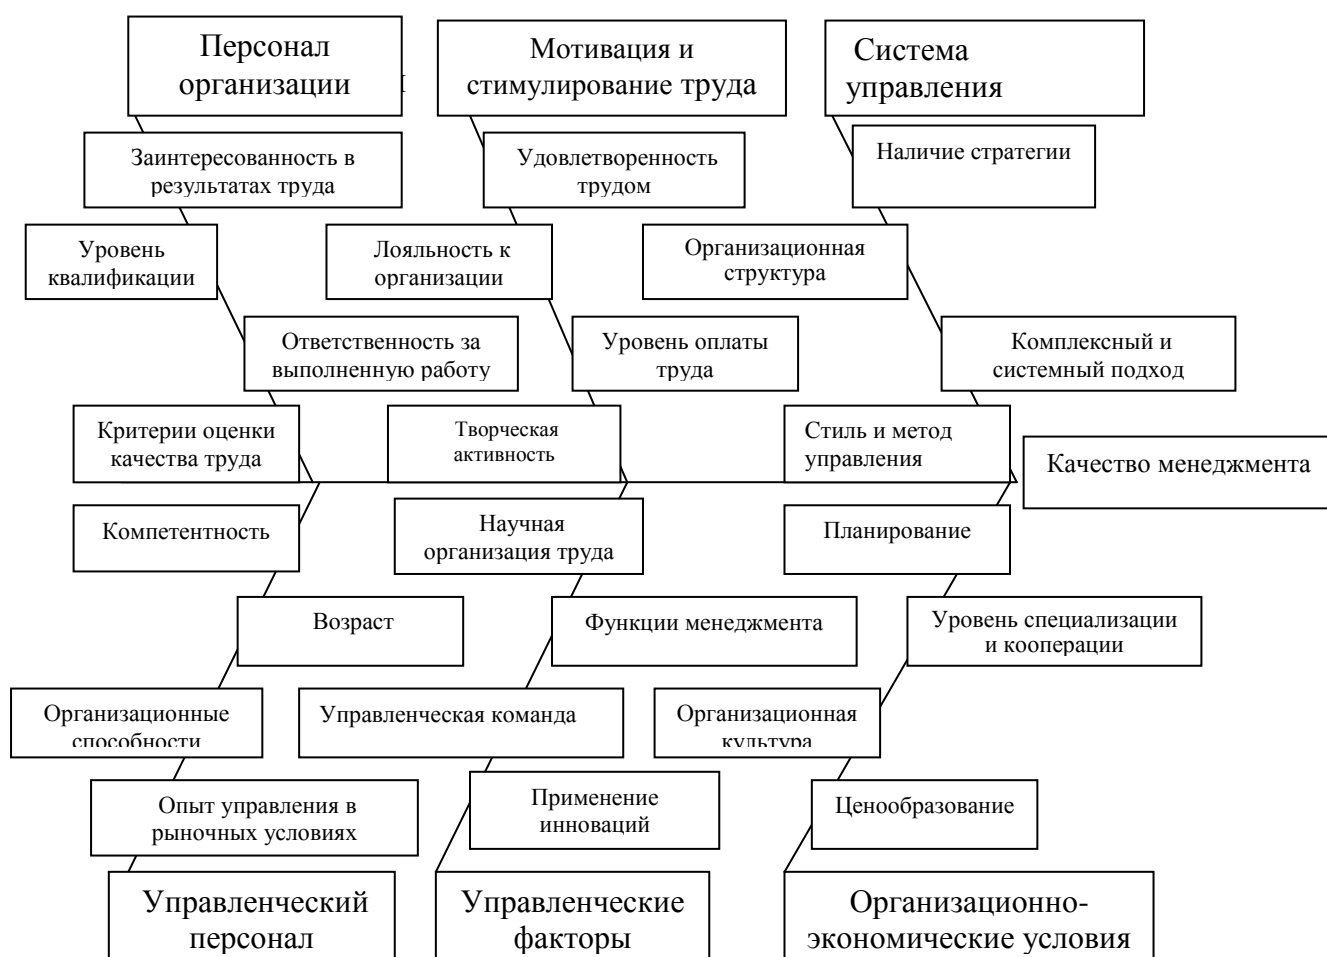 Персонал
организации
Мотивация и
стимулирование труда
Система
управления
Заинтересованность в
результатах труда
Удовлетворенность
трудом
Наличие стратегии
Уровень
квалификации
Лояльность к
организации
Организационная
структура
Ответственность за
выполненную работу
Уровень оплаты
труда
Комплексный и
системный подход
Критерии оценки
качества труда
Творческая
активность
Стиль и метод
управления
Качество менеджмента
Компетентность
Научная
организация труда
Планирование
Возраст
Функции менеджмента
Уровень специализации
и кооперации
Организационные
способности
Управленческая команда
Организационная
культура
Опыт управления в
рыночных условиях
Применение
инноваций
Ценообразование
Управленческий
персонал
Управленческие
факторы
Организационно-
экономические условия